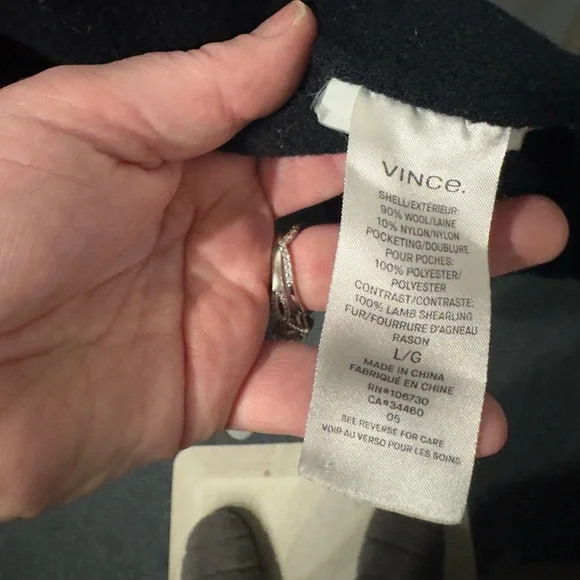 VINCe.
SHELL/EXTÉRIEUR:
90% WOOL/LAINE
10% NYLON/NYLON
POCKETING/DOUBLURE
POUR POCHES:
100% POLYESTER/
POLYESTER
CONTRAST/CONTRASTE:
100% LAMB SHEARLING
FUR/FOURRURE D'AGNEAU
RASON
L/G
MADE IN CHINA
FABRIQUÉ EN CHINE
RN#106730
CA#34460
05
SEE REVERSE FOR CARE
VOIR AU VERSO POUR LES SOINS